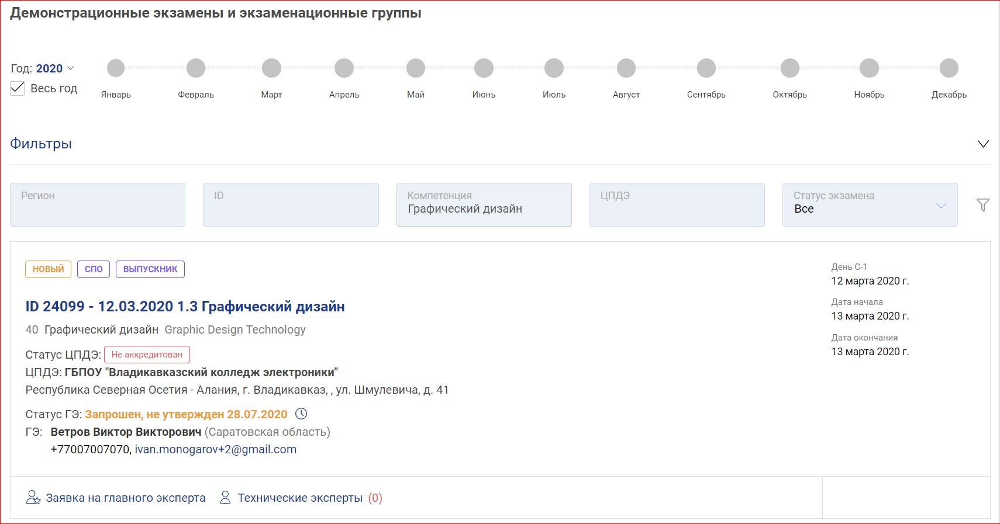 Демонстрационные экзамены и экзаменационные группы
Год: 2020
Весь год
Январь Февраль Март Апрель Май Июнь Июль Август Сентябрь Октябрь Ноябрь Декабрь
Фильтры
Регион
ID
Компетенция
Графический дизайн
ЦПДЭ
Статус экзамена
Все
НОВЫЙ СПО ВЫПУСКНИК
ID 24099 - 12.03.2020 1.3 Графический дизайн
40 Графический дизайн Graphic Design Technology
Статус ЦПДЭ: Не аккредитован
ЦПДЭ: ГБПОУ "Владикавказский колледж электроники"
Республика Северная Осетия - Алания, г. Владикавказ, , ул. Шмулевича, д. 41
Статус ГЭ: Запрошен, не утвержден 28.07.2020
ГЭ: Ветров Виктор Викторович (Саратовская область)
+77007007070, ivan.monogarov+2@gmail.com
День С-1
12 марта 2020 г.
Дата начала
13 марта 2020 г.
Дата окончания
13 марта 2020 г.
Заявка на главного эксперта Технические эксперты (0)